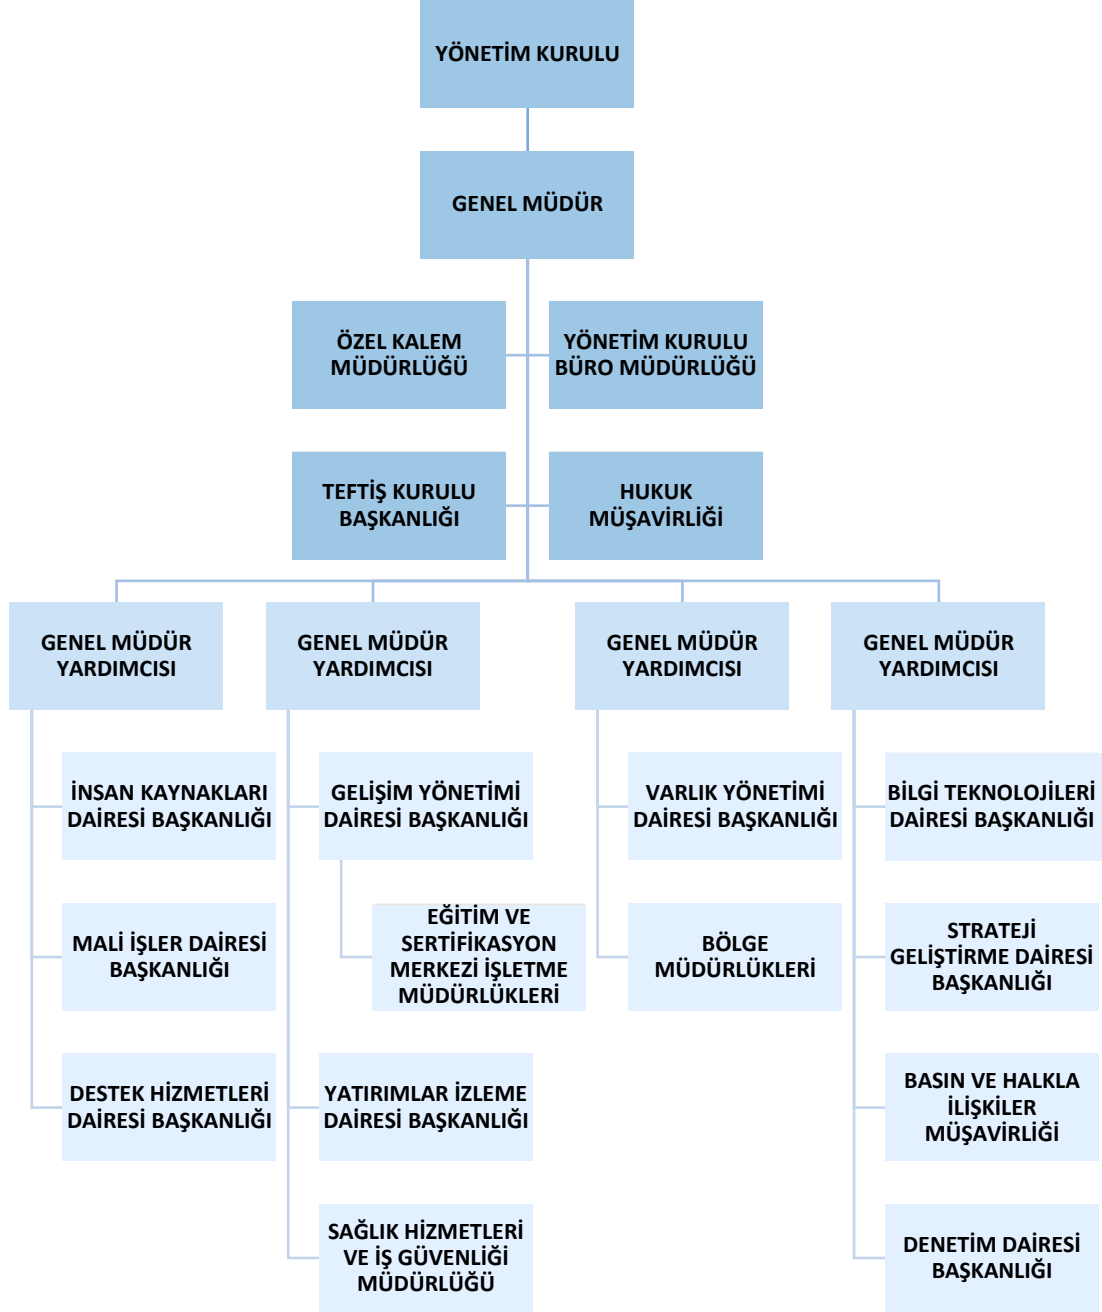 YÖNETİM KURULU
GENEL MÜDÜR
ÖZEL KALEM
MÜDÜRLÜĞÜ
YÖNETİM KURULU
BÜRO MÜDÜRLÜĞÜ
TEFTİŞ KURULU
BAŞKANLIĞI
HUKUK
MÜŞAVİRLİĞİ
GENEL MÜDÜR
YARDIMCISI
İNSAN KAYNAKLARI
DAİRESİ BAŞKANLIĞI
MALİ İŞLER DAİRESİ
BAŞKANLIĞI
DESTEK HİZMETLERİ
DAİRESİ BAŞKANLIĞI
GENEL MÜDÜR
YARDIMCISI
GELİŞİM YÖNETİMİ
DAİRESİ BAŞKANLIĞI
EĞİTİM VE
SERTİFİKASYON
MERKEZİ İŞLETME
MÜDÜRLÜKLERİ
YATIRIMLAR İZLEME
DAİRESİ BAŞKANLIĞI
SAĞLIK HİZMETLERİ
VE İŞ GÜVENLİĞİ
MÜDÜRLÜĞÜ
GENEL MÜDÜR
YARDIMCISI
VARLIK YÖNETİMİ
DAİRESİ BAŞKANLIĞI
BÖLGE
MÜDÜRLÜKLERİ
GENEL MÜDÜR
YARDIMCISI
BİLGİ TEKNOLOJİLERİ
DAİRESİ BAŞKANLIĞI
STRATEJİ
GELİŞTİRME DAİRESİ
BAŞKANLIĞI
BASIN VE HALKLA
İLİŞKİLER
MÜŞAVİRLİĞİ
DENETİM DAİRESİ
BAŞKANLIĞI